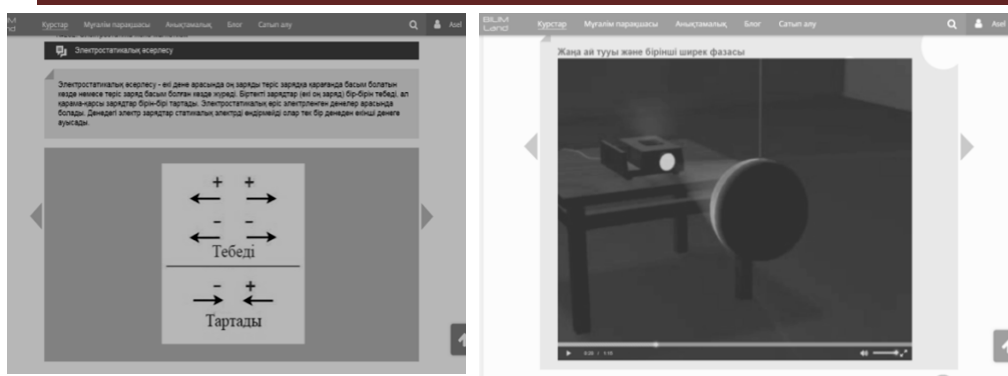 Курстар Мұғалім парақшасы Анықтамалық Блог Сатып алу Asel
Электростатикалық әсерлесу
Электростатикалық әсерлесу - екі дене арасында оң заряды теріс зарядқа қарағанда басым болатын
кезде немесе теріс заряд басым болған кезде жүреді. Біртекті зарядтар (екі оң заряд) бір-бірін тебеді, ал
қарама-қарсы зарядтар бірін-бірі тартады. Электростатикалық өріс электрленген денелер арасында
болады. Денедегі электр зарядтар статикалық электрді өндірмейді олар тек бір денеден екінші денеге
ауысады.
+ +
- -
Тебеді
- +
Тартады
BILIM Land
Курстар Мұғалім парақшасы Анықтамалық Блог Сатып алу Asel
Жаңа ай тууы және бірінші ширек фазасы